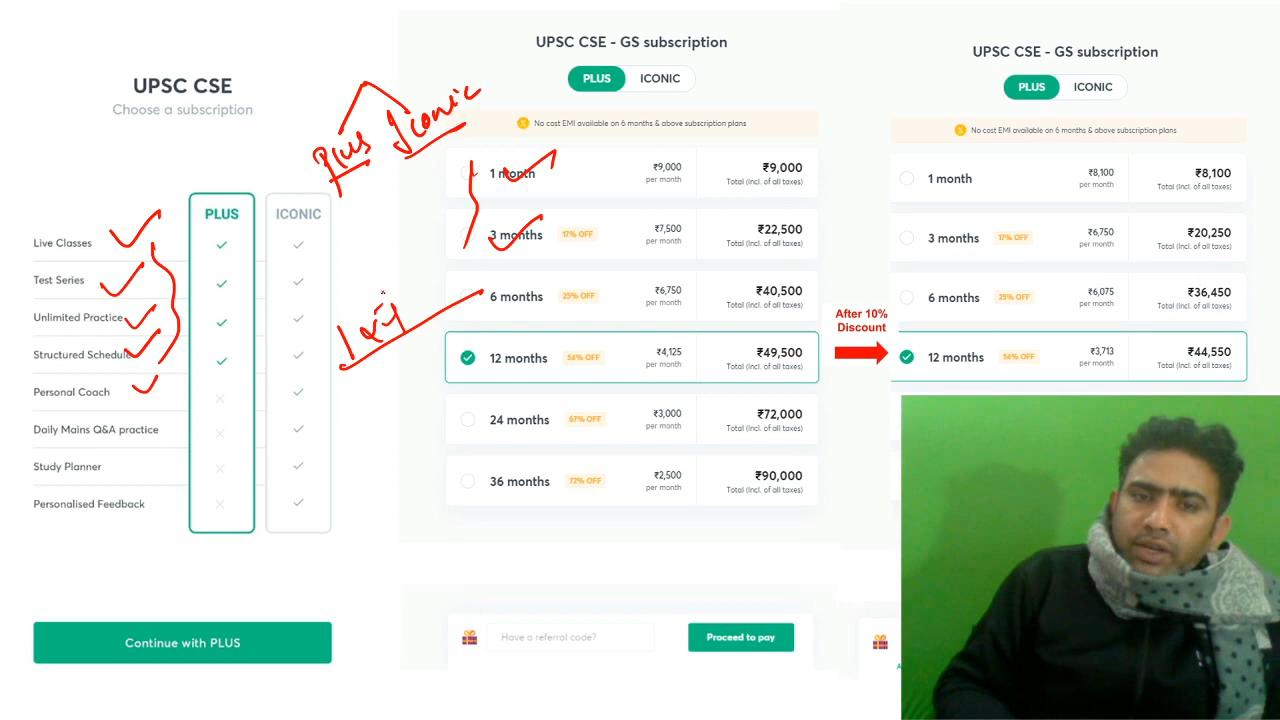 UPSC CSE
Choose a subscription
PLUS ICONIC
Live Classes
Test Series
Unlimited Practice
Structured Schedule
Personal Coach
Daily Mains Q&A practice
Study Planner
Personalised Feedback
Continue with PLUS
Plus Iconic
UPSC CSE - GS subscription
PLUS ICONIC
No cost EMI available on 6 months & above subscription plans
1 month ₹9,000 ₹9,000
per month Total (Incl. of all taxes)
3 months 17% OFF ₹7,500 ₹22,500
per month Total (Incl. of all taxes)
6 months 25% OFF ₹6,750 ₹40,500
per month Total (Incl. of all taxes)
12 months 54% OFF ₹4,125 ₹49,500
per month Total (Incl. of all taxes)
24 months 67% OFF ₹3,000 ₹72,000
per month Total (Incl. of all taxes)
36 months 72% OFF ₹2,500 ₹90,000
per month Total (Incl. of all taxes)
Have a referral code? Proceed to pay
After 10%
Discount
UPSC CSE - GS subscription
PLUS ICONIC
No cost EMI available on 6 months & above subscription plans
1 month ₹8,100 ₹8,100
per month Total (Incl. of all taxes)
3 months 17% OFF ₹6,750 ₹20,250
per month Total (Incl. of all taxes)
6 months 25% OFF ₹6,075 ₹36,450
per month Total (Incl. of all taxes)
12 months 54% OFF ₹3,713 ₹44,550
per month Total (Incl. of all taxes)